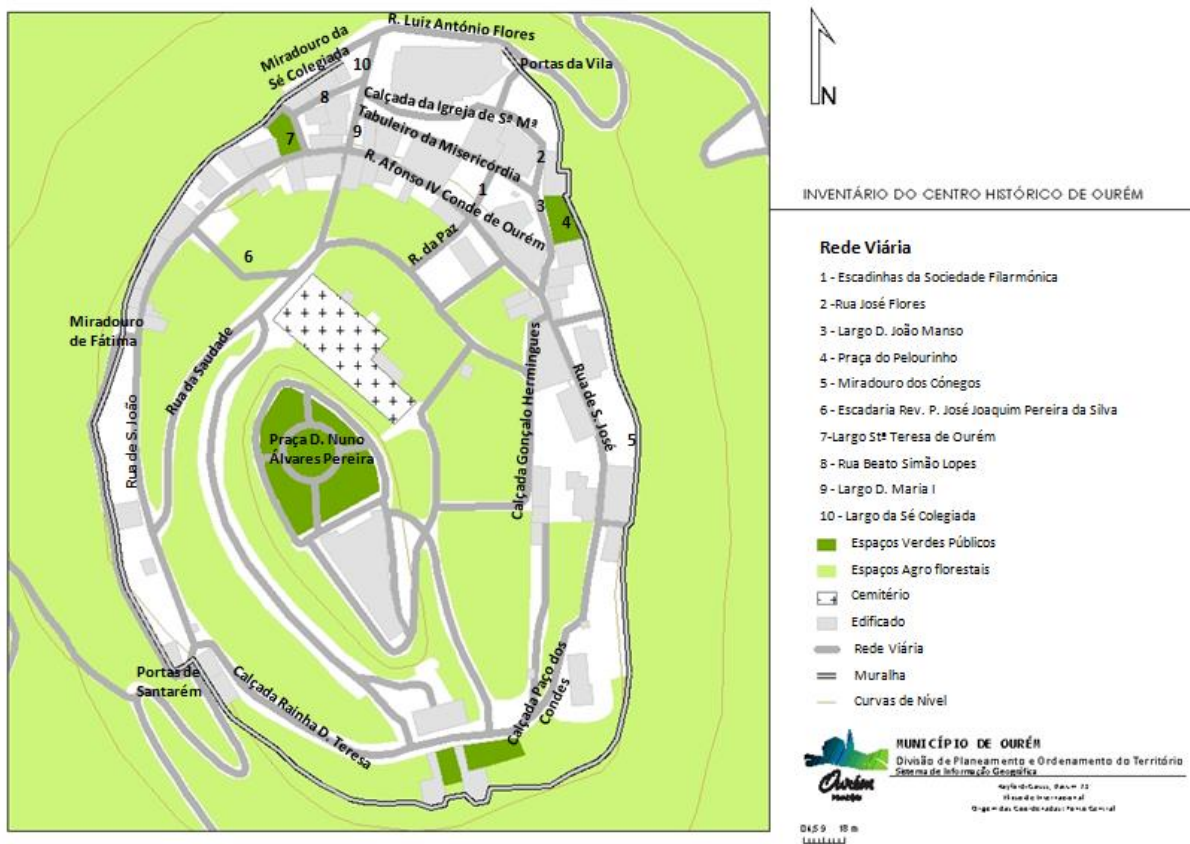 R. Luiz António Flores
Miradouro da
Sé Colegiada
10
Portas da Vila
8
Calçada da Igreja de Sª Mª
7
9
Tabuleiro da Misericórdia
2
R. Afonso IV Conde de Ourém
1
3
4
R. da Paz
6
Miradouro
de Fátima
Rua da Saudade
Rua de S. João
Calçada Gonçalo Hermingues
Rua de S. José
5
Praça D. Nuno
Álvares Pereira
Portas de
Santarém
Calçada Rainha D. Teresa
Calçada Paço dos
Condes
N
INVENTÁRIO DO CENTRO HISTÓRICO DE OURÉM
Rede Viária
1 - Escadinhas da Sociedade Filarmónica
2 -Rua José Flores
3 - Largo D. João Manso
4 - Praça do Pelourinho
5 - Miradouro dos Cónegos
6 - Escadaria Rev. P. José Joaquim Pereira da Silva
7-Largo Stª Teresa de Ourém
8 - Rua Beato Simão Lopes
9 - Largo D. Maria I
10 - Largo da Sé Colegiada
Espaços Verdes Públicos
Espaços Agro florestais
Cemitério
Edificado
Rede Viária
Muralha
Curvas de Nível
MUNICÍPIO DE OURÉM
Divisão de Planeamento e Ordenamento do Território
Sistema de Informação Geográfica
Ourém
18 m